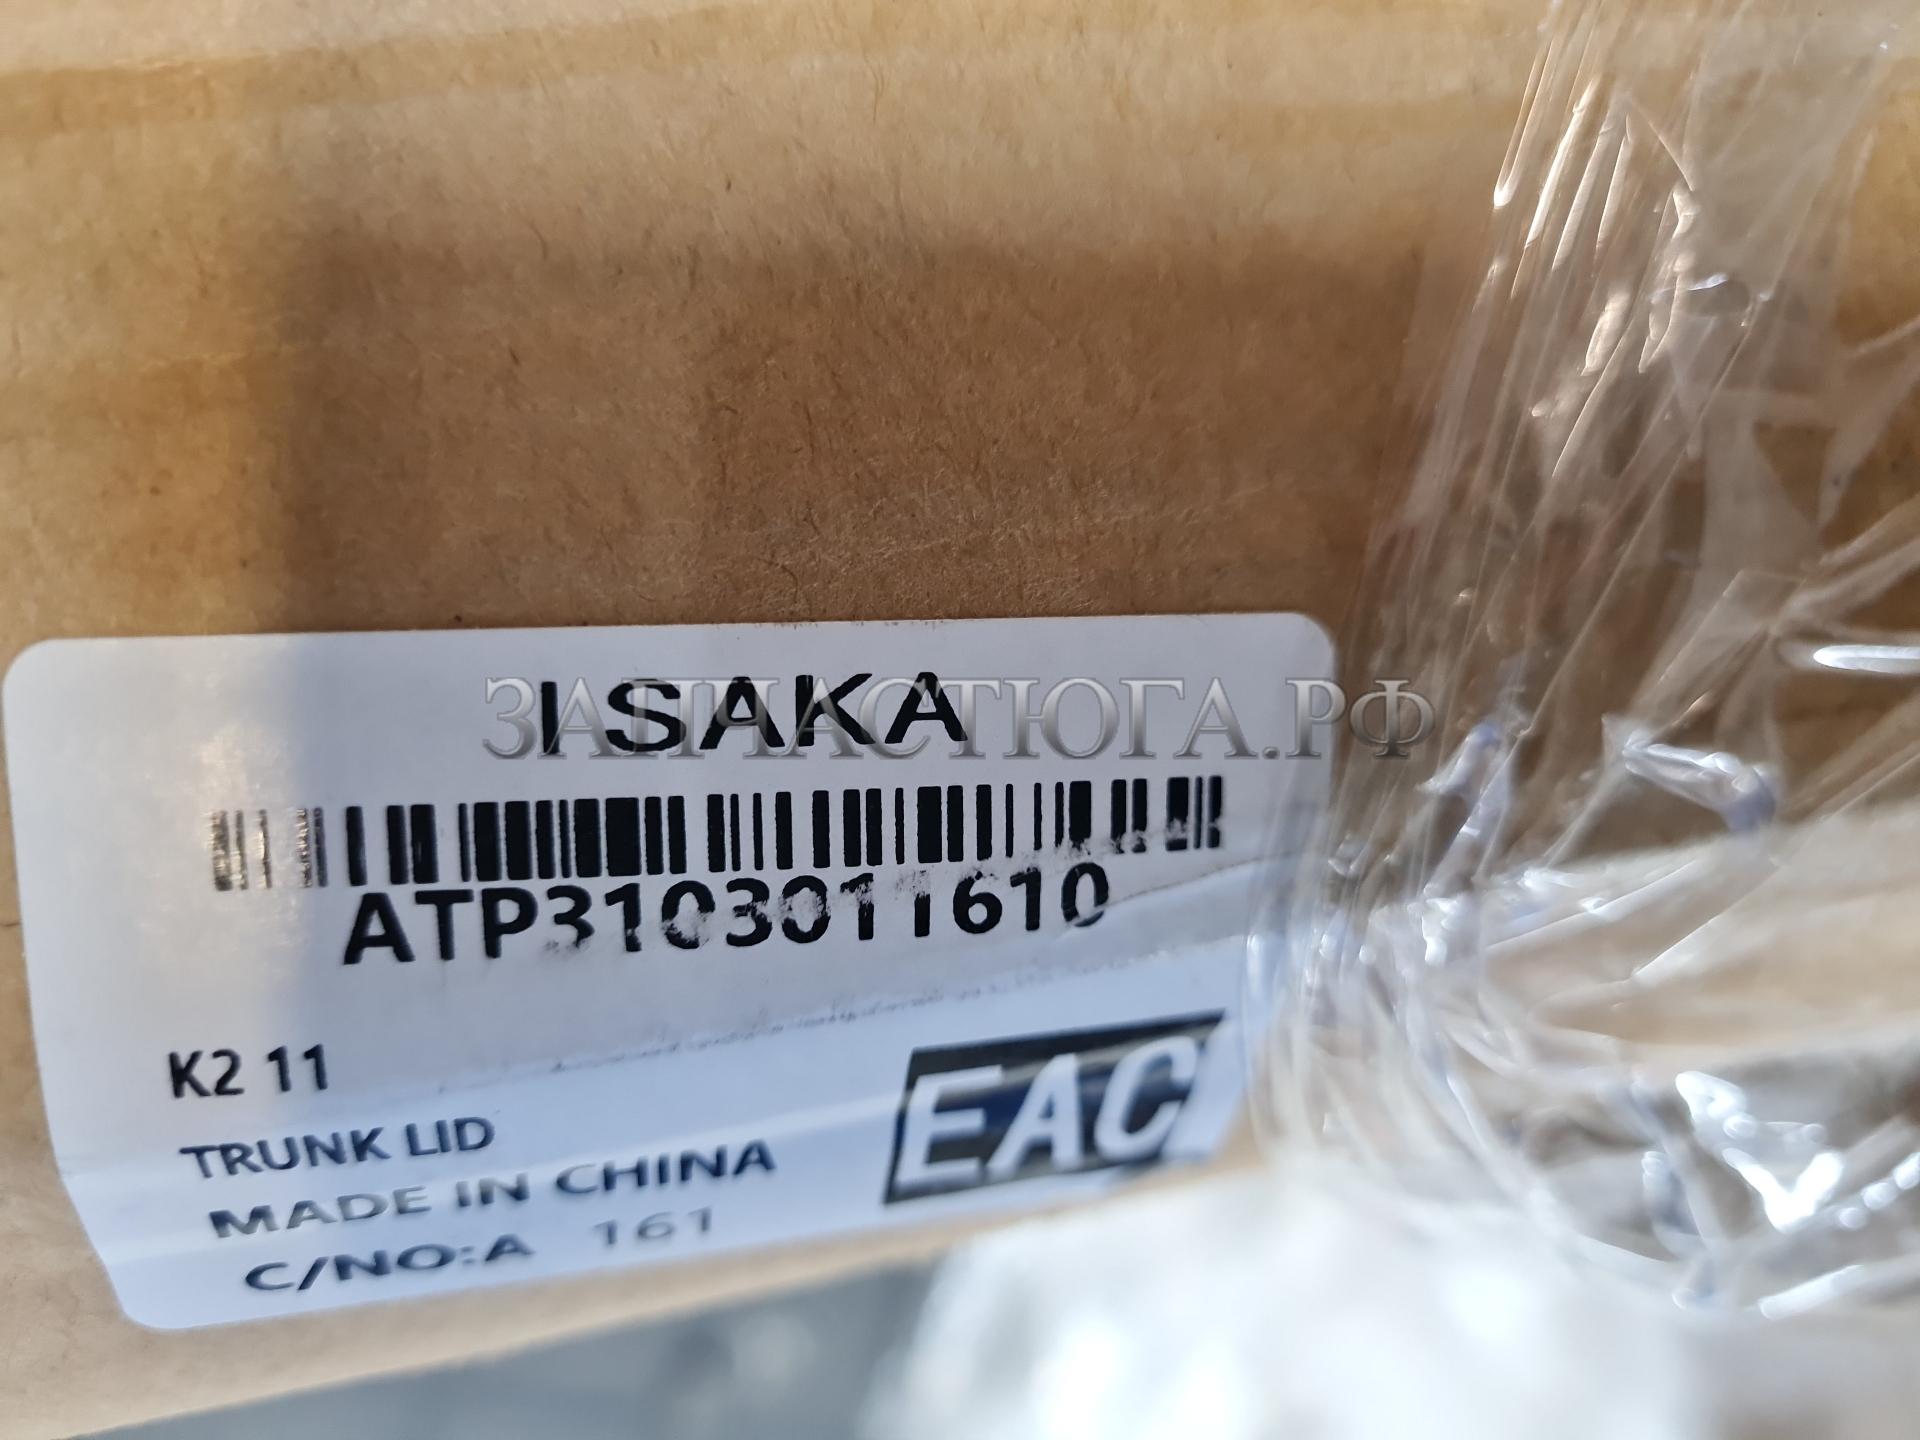 ISAKA
ЗАПЧАСТЮГА.РФ
ATP3103011610
K2 11
TRUNK LID
MADE IN CHINA
C/NO:A 161
EAC